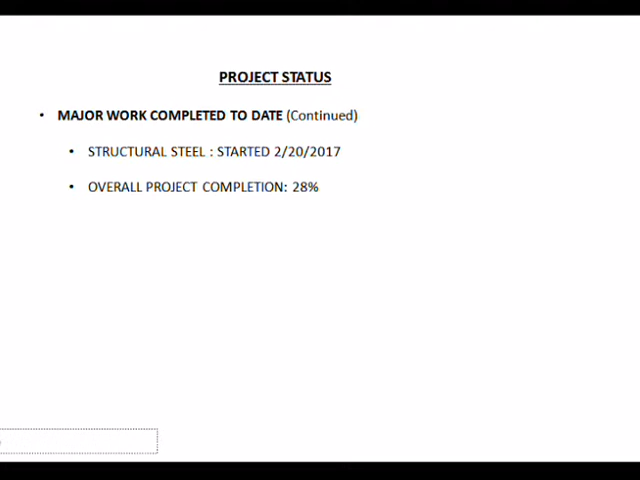 PROJECT STATUS
• MAJOR WORK COMPLETED TO DATE (Continued)
• STRUCTURAL STEEL : STARTED 2/20/2017
• OVERALL PROJECT COMPLETION: 28%